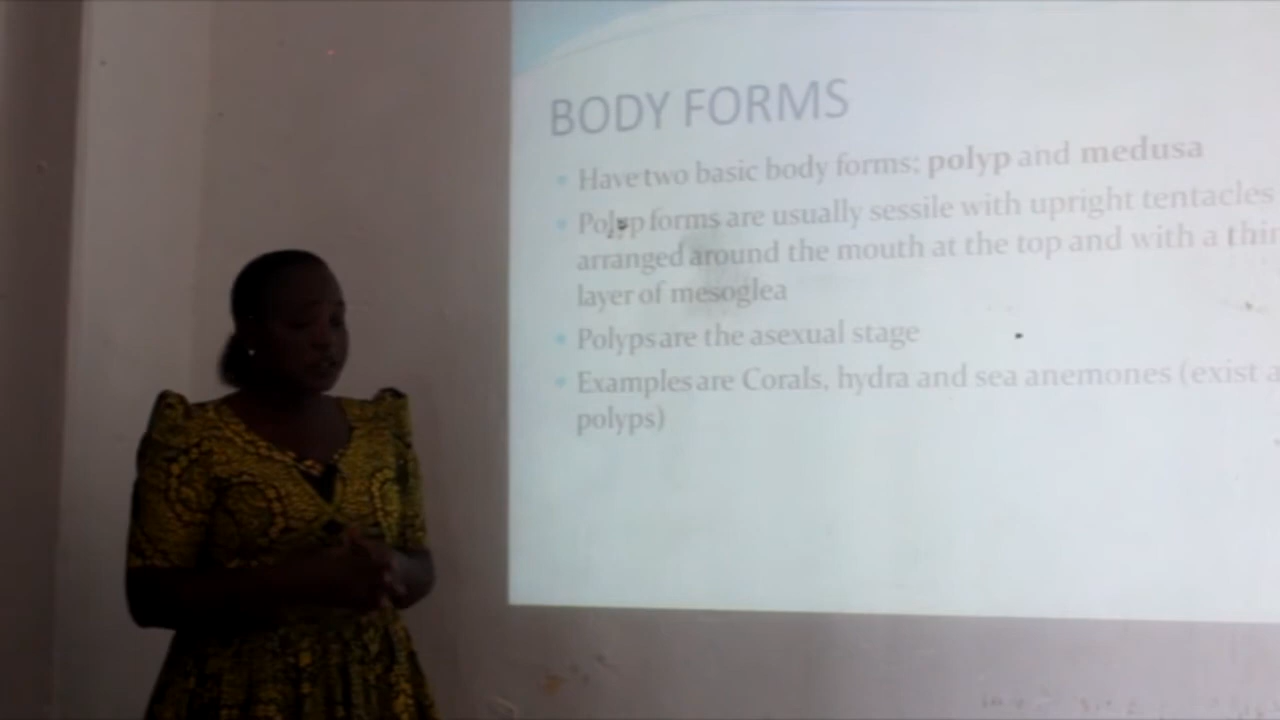 BODY FORMS
• Have two basic body forms; polyp and medusa
• Polyp forms are usually sessile with upright tentacles
arranged around the mouth at the top and with a thin
layer of mesoglea
• Polyps are the asexual stage
• Examples are Corals, hydra and sea anemones (exist a
polyps)